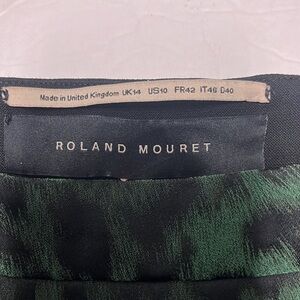 Made in United Kingdom UK14 US10 FR42 IT46 D40
ROLAND MOURET